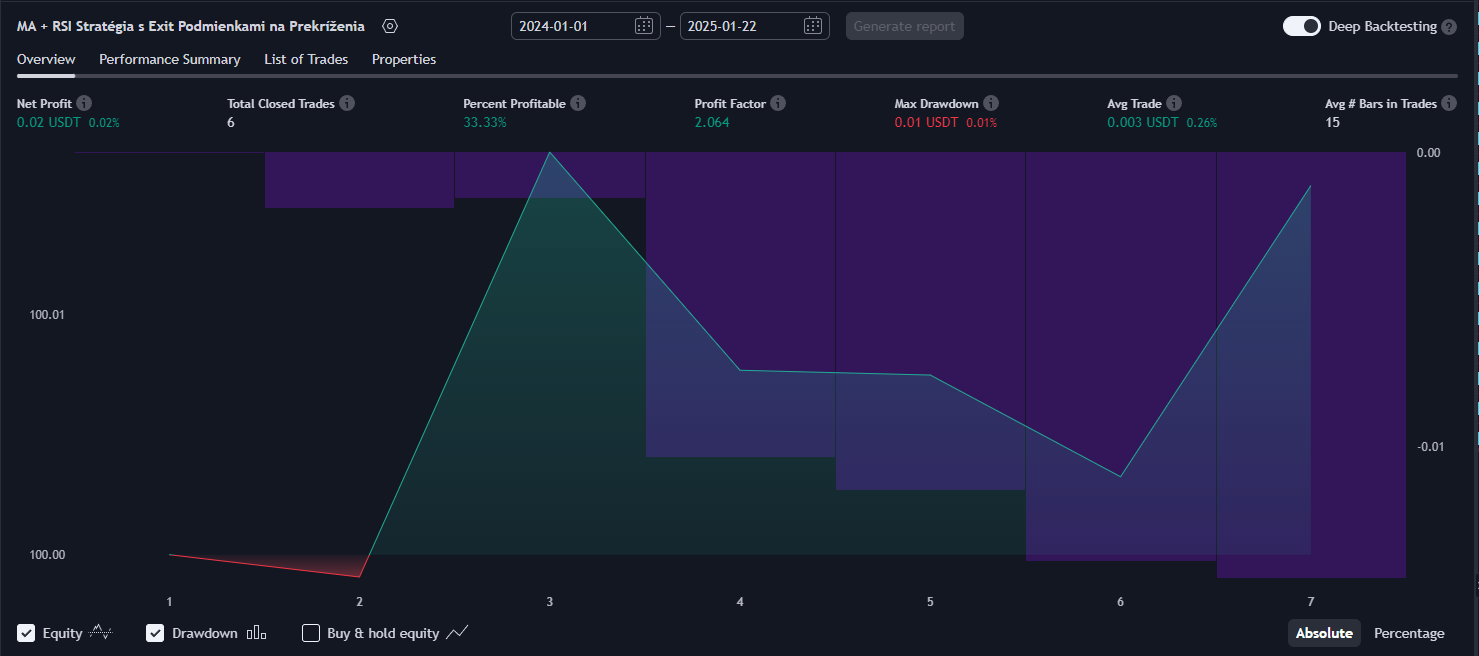 MA + RSI Stratégia s Exit Podmienkami na Prekríženia 2024-01-01 — 2025-01-22 Generate report Deep Backtesting ?
Overview Performance Summary List of Trades Properties
Net Profit Total Closed Trades Percent Profitable Profit Factor Max Drawdown Avg Trade Avg # Bars in Trades
0.02 USDT 0.02% 6 33.33% 2.064 0.01 USDT 0.01% 0.003 USDT 0.26% 15
0.00
100.01
-0.01
100.00
1 2 3 4 5 6 7
Equity Drawdown Buy & hold equity Absolute Percentage